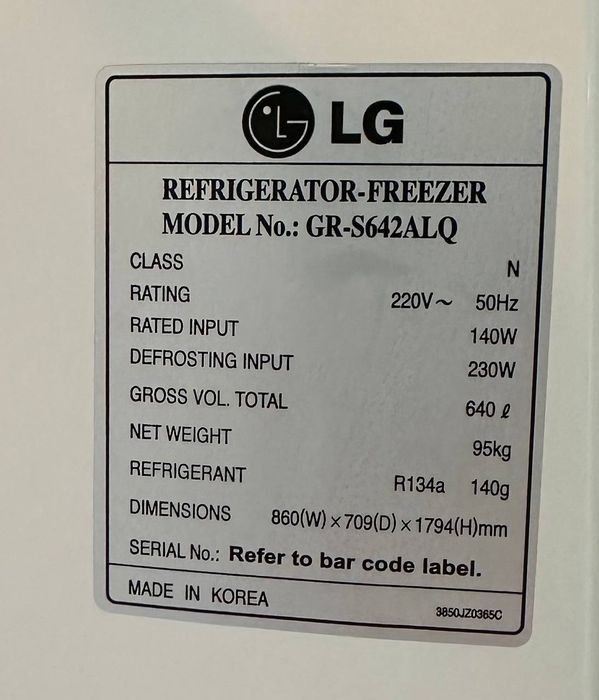 LG
REFRIGERATOR-FREEZER
MODEL No.: GR-S642ALQ
CLASS N
RATING 220V~ 50Hz
RATED INPUT 140W
DEFROSTING INPUT 230W
GROSS VOL. TOTAL 640 ℓ
NET WEIGHT 95kg
REFRIGERANT R134a 140g
DIMENSIONS 860(W)×709(D)×1794(H)mm
SERIAL No.: Refer to bar code label.
MADE IN KOREA 3850JZ0365C